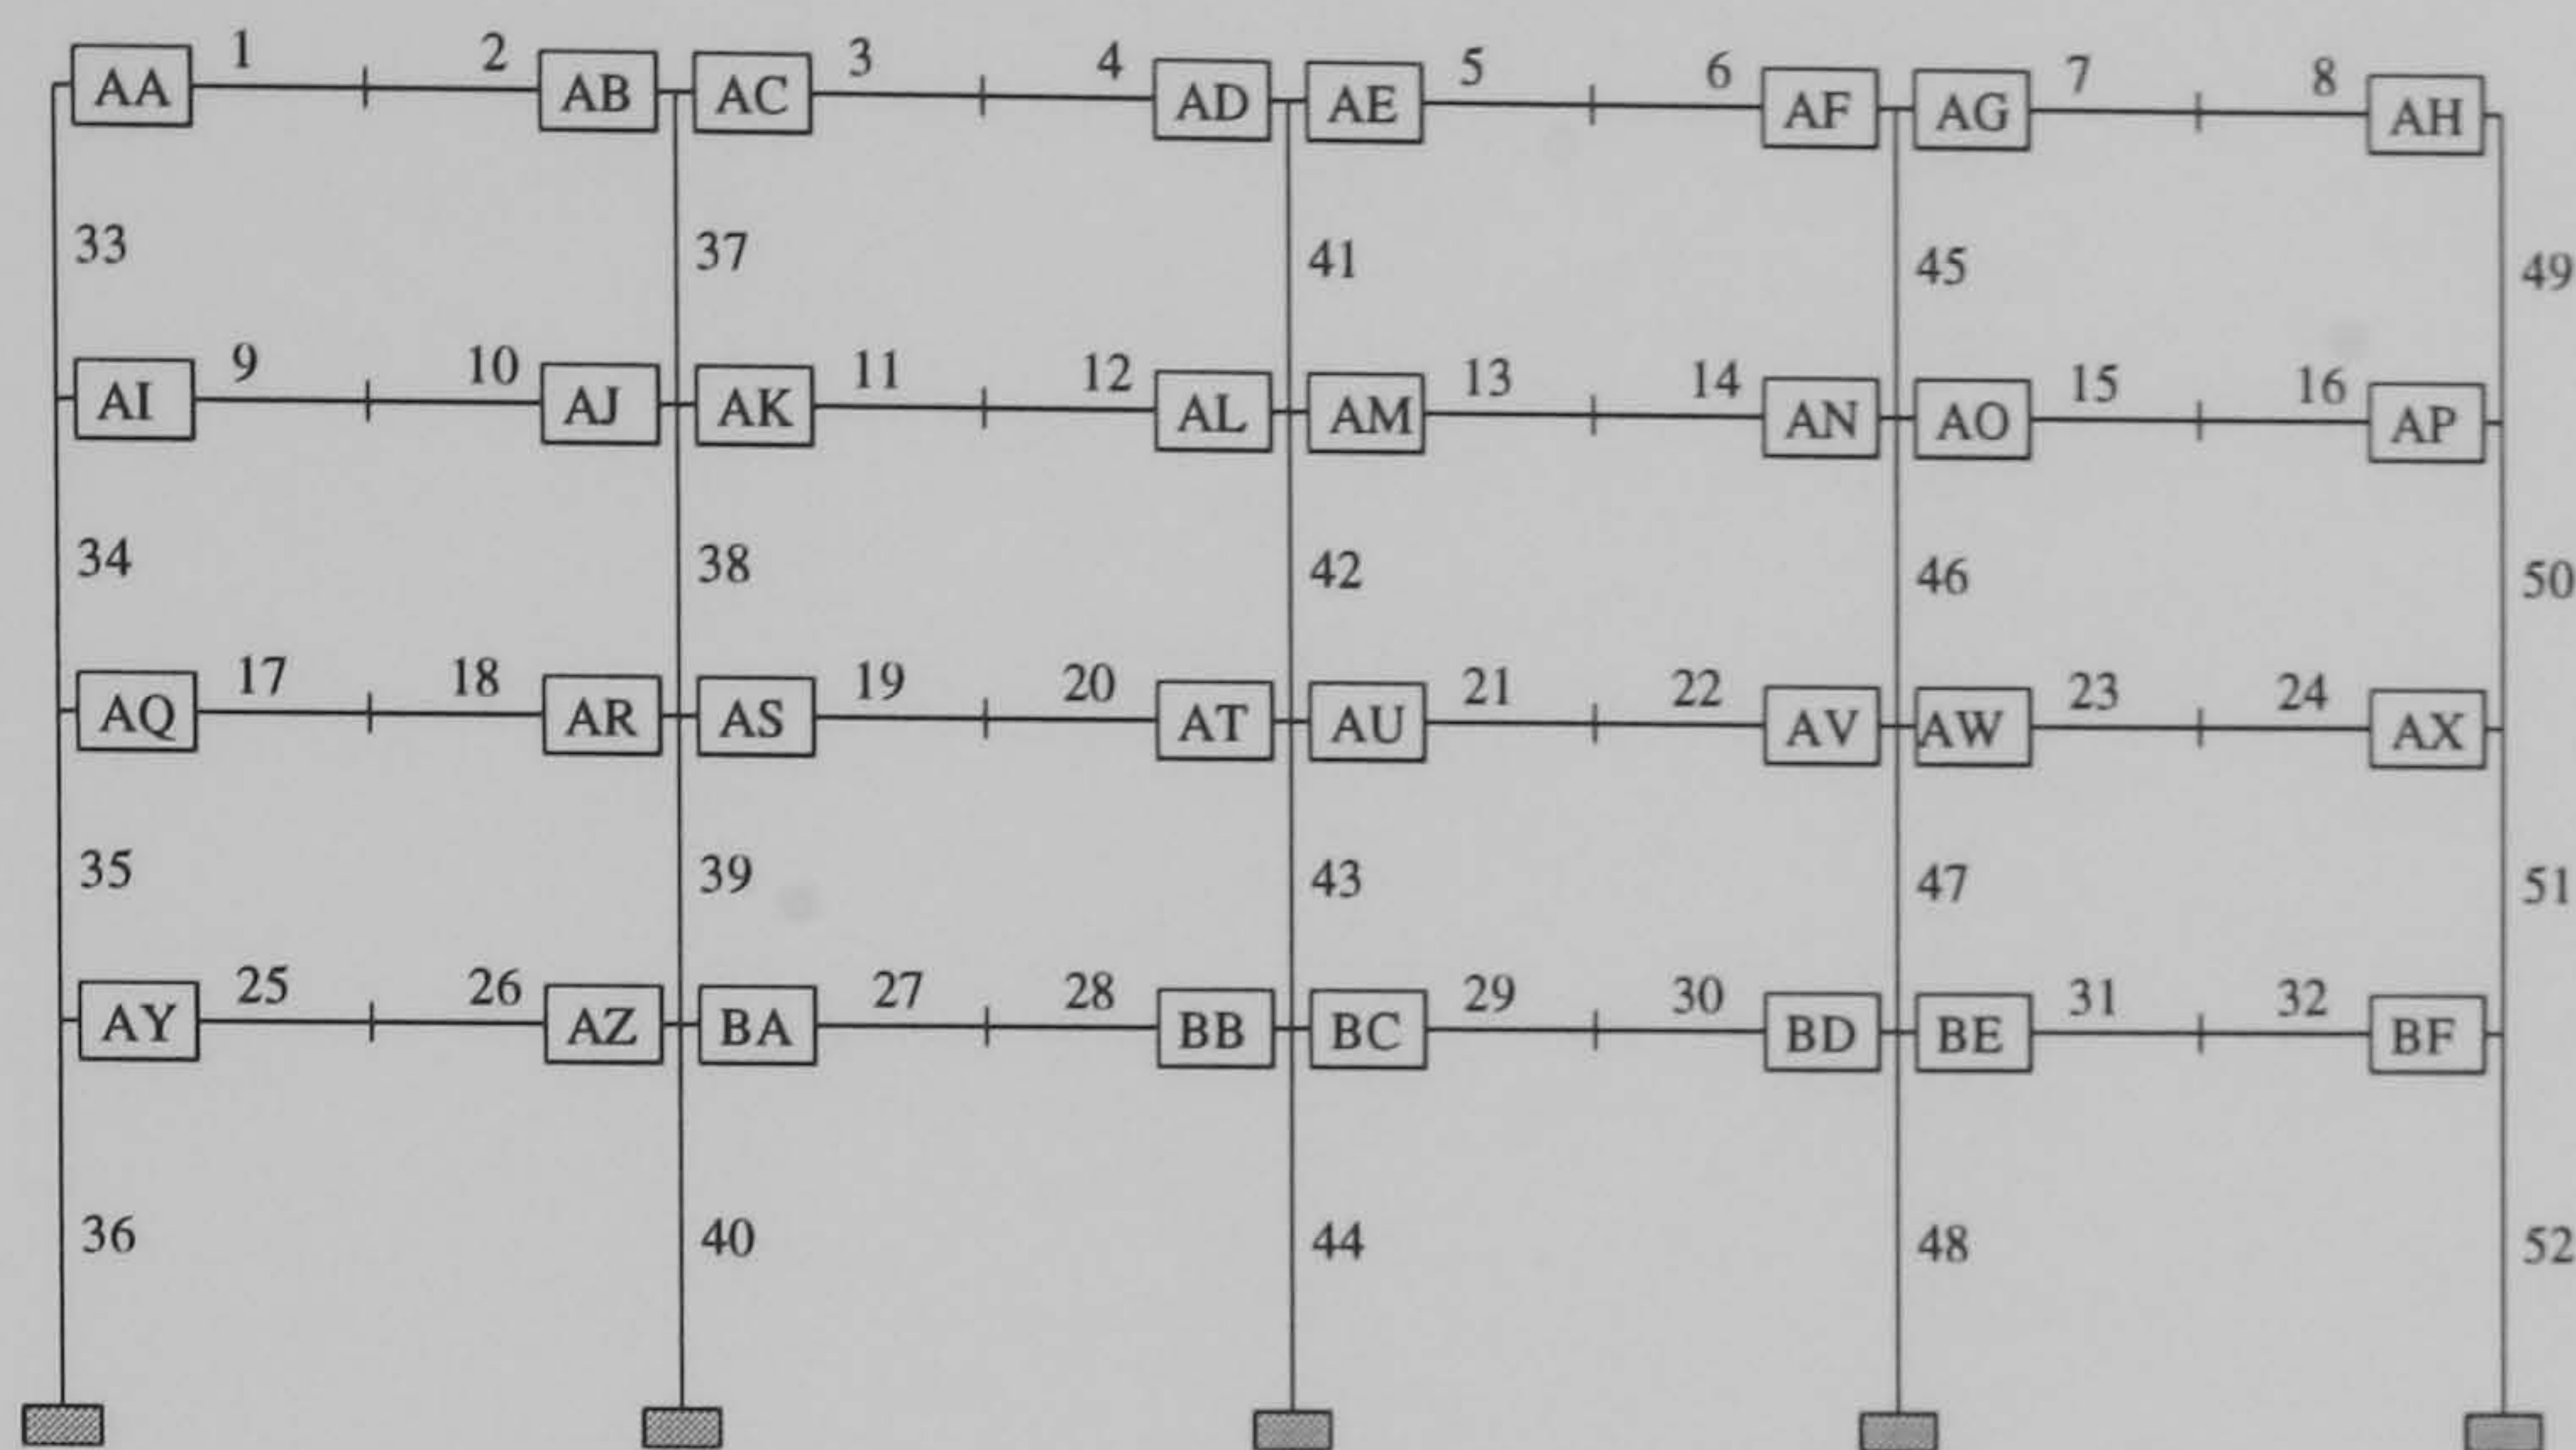 1 2 3 4 5 6 7 8
AA AB AC AD AE AF AG AH
33 37 41 45 49
9 10 11 12 13 14 15 16
AI AJ AK AL AM AN AO AP
34 38 42 46 50
17 18 19 20 21 22 23 24
AQ AR AS AT AU AV AW AX
35 39 43 47 51
25 26 27 28 29 30 31 32
AY AZ BA BB BC BD BE BF
36 40 44 48 52